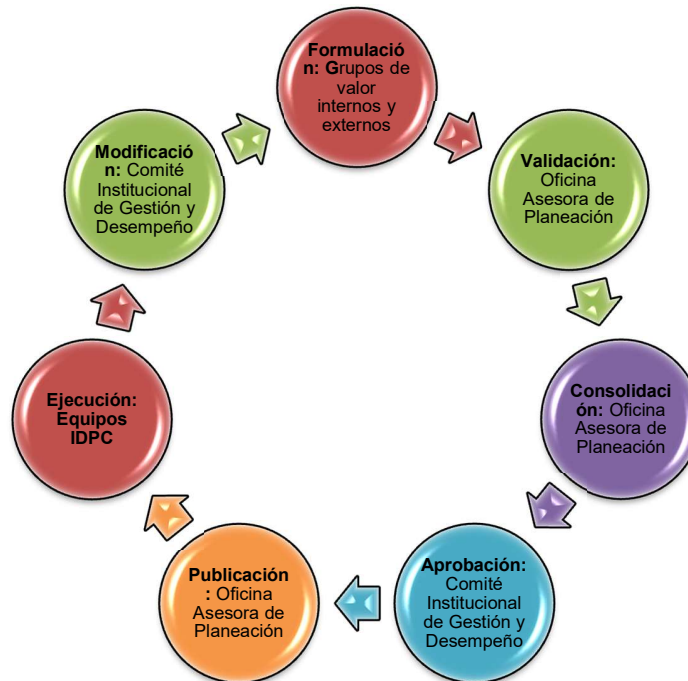 Formulació
n: Grupos de
valor
internos y
externos
Validación:
Oficina
Asesora de
Planeación
Consolidaci
ón: Oficina
Asesora de
Planeación
Aprobación:
Comité
Institucional
de Gestión y
Desempeño
Publicación
: Oficina
Asesora de
Planeación
Ejecución:
Equipos
IDPC
Modificació
n: Comité
Institucional
de Gestión y
Desempeño